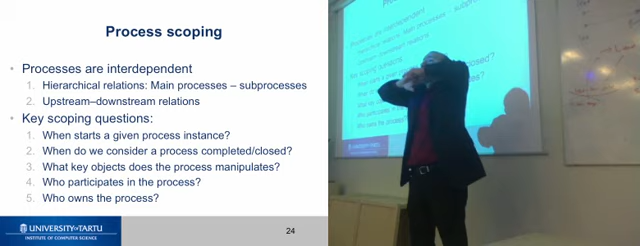 Process scoping
• Processes are interdependent
1. Hierarchical relations: Main processes – subprocesses
2. Upstream–downstream relations
• Key scoping questions:
1. When starts a given process instance?
2. When do we consider a process completed/closed?
3. What key objects does the process manipulates?
4. Who participates in the process?
5. Who owns the process?
UNIVERSITY OF TARTU
INSTITUTE OF COMPUTER SCIENCE
24